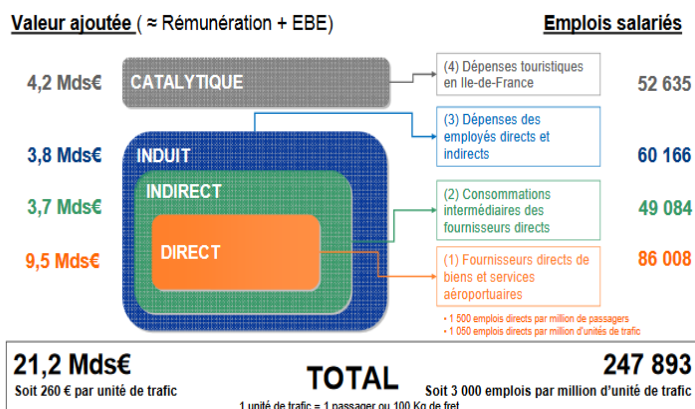 Valeur ajoutée ( ≈ Rémunération + EBE)
Emplois salariés
4,2 Mds€
CATALYTIQUE
(4) Dépenses touristiques
en Ile-de-France
52 635
3,8 Mds€
INDUIT
(3) Dépenses des
employés directs et
indirects
60 166
3,7 Mds€
INDIRECT
(2) Consommations
intermédiaires des
fournisseurs directs
49 084
9,5 Mds€
DIRECT
(1) Fournisseurs directs de
biens et services
aéroportuaires
86 008
• 1 500 emplois directs par million de passagers
• 1 050 emplois directs par million d'unités de trafic
21,2 Mds€
Soit 260 € par unité de trafic
TOTAL
1 unité de trafic = 1 passager ou 100 Kg de fret
247 893
Soit 3 000 emplois par million d'unité de trafic